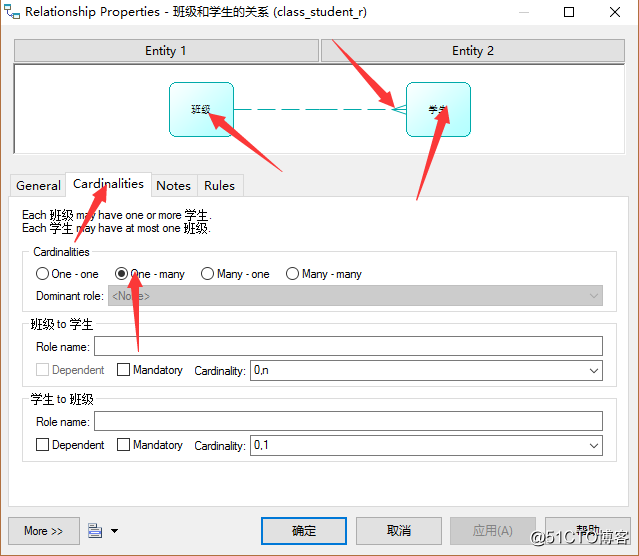 Relationship Properties - 班级和学生的关系 (class_student_r)
Entity 1 Entity 2
班级 学生
General Cardinalities Notes Rules
Each 班级 may have one or more 学生.
Each 学生 may have at most one 班级.
Cardinalities
One - one One - many Many - one Many - many
Dominant role: <None>
班级 to 学生
Role name:
Dependent Mandatory Cardinality: 0,n
学生 to 班级
Role name:
Dependent Mandatory Cardinality: 0,1
More >> 确定 取消 应用(A) 帮助
@51CTO博客